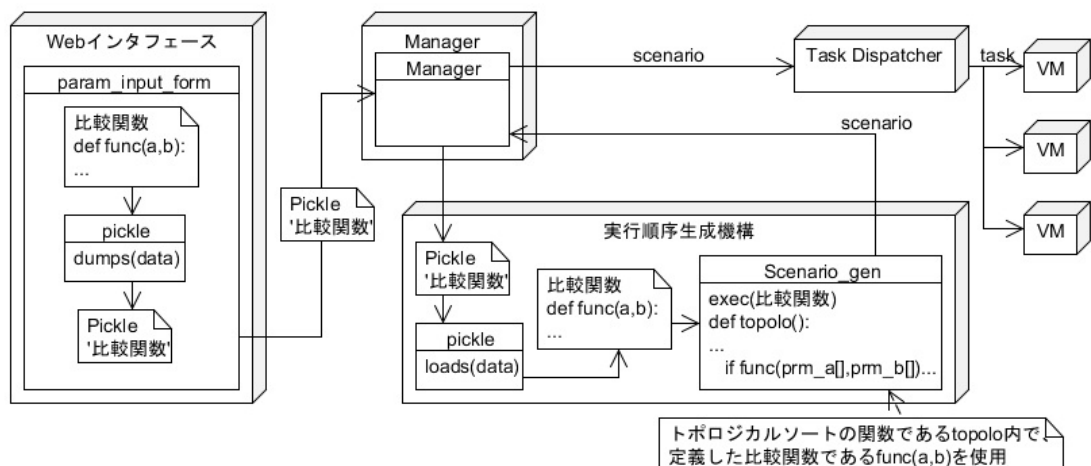 Webインタフェース
param_input_form
比較関数
def func(a,b):
...
pickle
dumps(data)
Pickle
'比較関数'
Pickle
'比較関数'
Manager
Manager
scenario
Task Dispatcher
task
VM
VM
VM
scenario
実行順序生成機構
Pickle
'比較関数'
pickle
loads(data)
比較関数
def func(a,b):
...
Scenario_gen
exec(比較関数)
def topolo():
...
if func(prm_a[],prm_b[])...
トポロジカルソートの関数であるtopolo内で、
定義した比較関数であるfunc(a,b)を使用